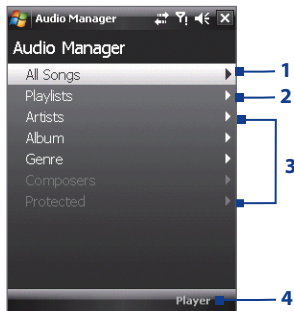 Audio Manager
Audio Manager
All Songs 1
Playlists 2
Artists
Album
Genre 3
Composers
Protected
Player 4